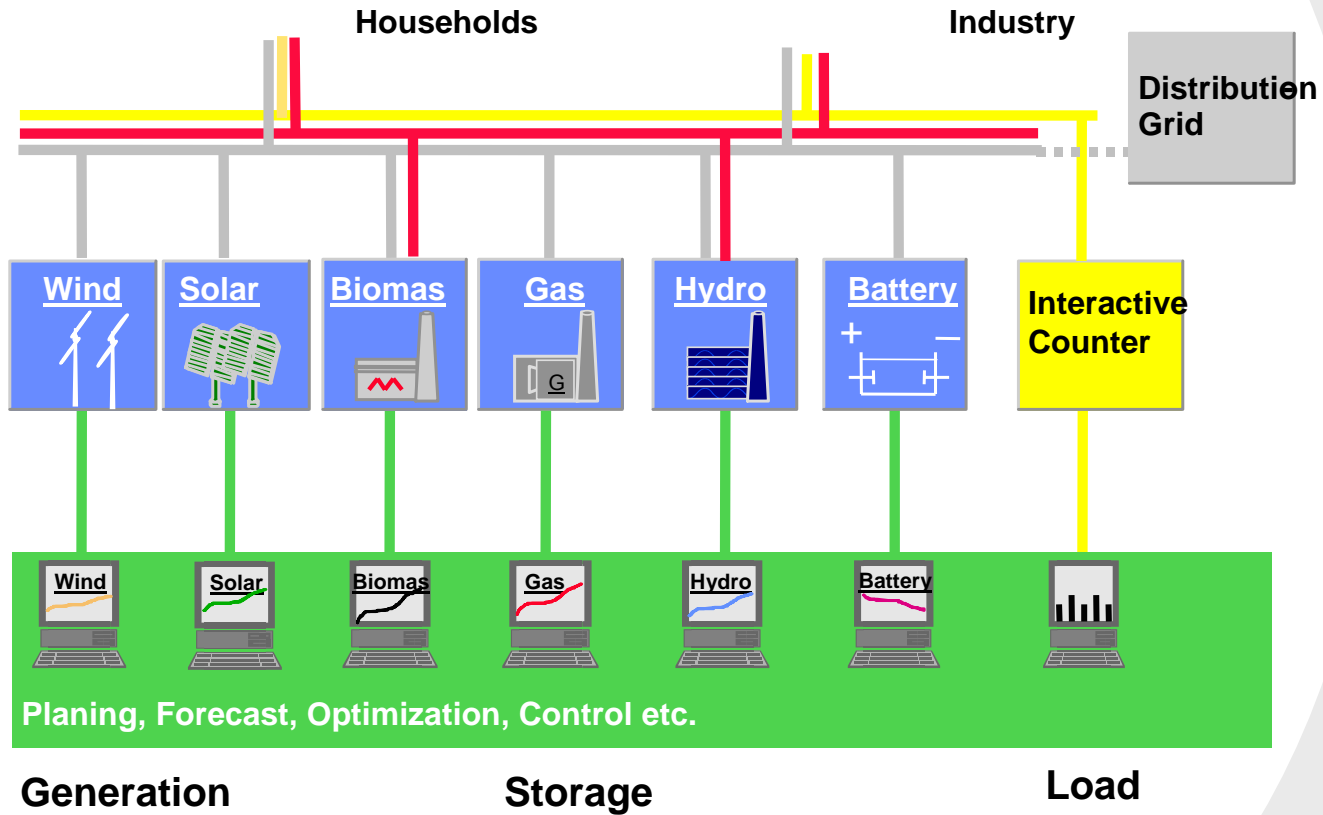 Households
Industry
Distribution
Grid
Wind
Solar
Biomas
Gas
Hydro
Battery
Interactive
Counter
+
−
G
Wind
Solar
Biomas
Gas
Hydro
Battery
Planing, Forecast, Optimization, Control etc.
Generation
Storage
Load